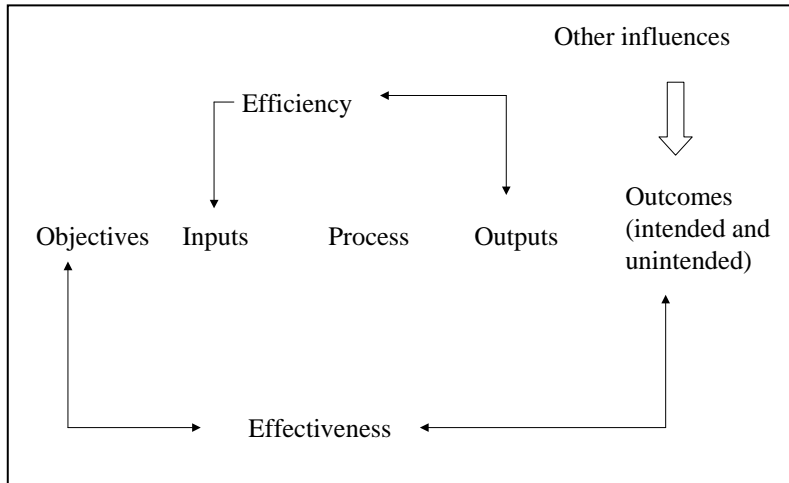 Other influences
Efficiency
Objectives Inputs Process Outputs
Outcomes
(intended and
unintended)
Effectiveness